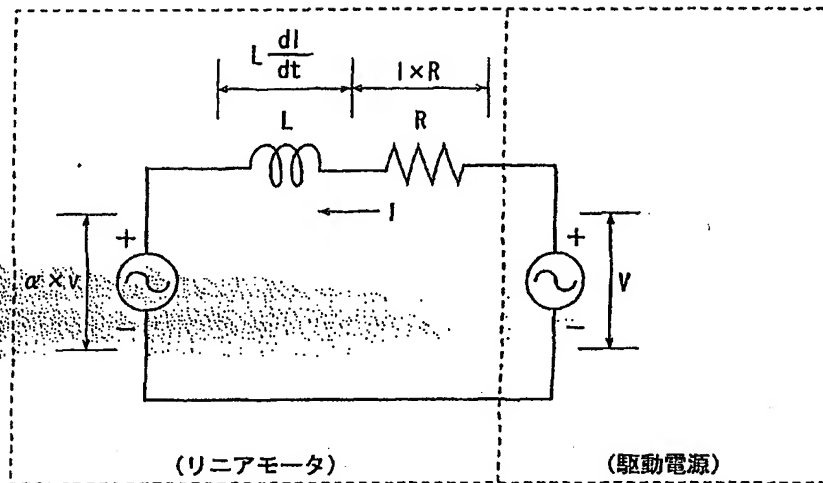 L dI/dt
I×R
L
R
I
+
+
α×v
V
-
-
(リニアモータ)
(駆動電源)